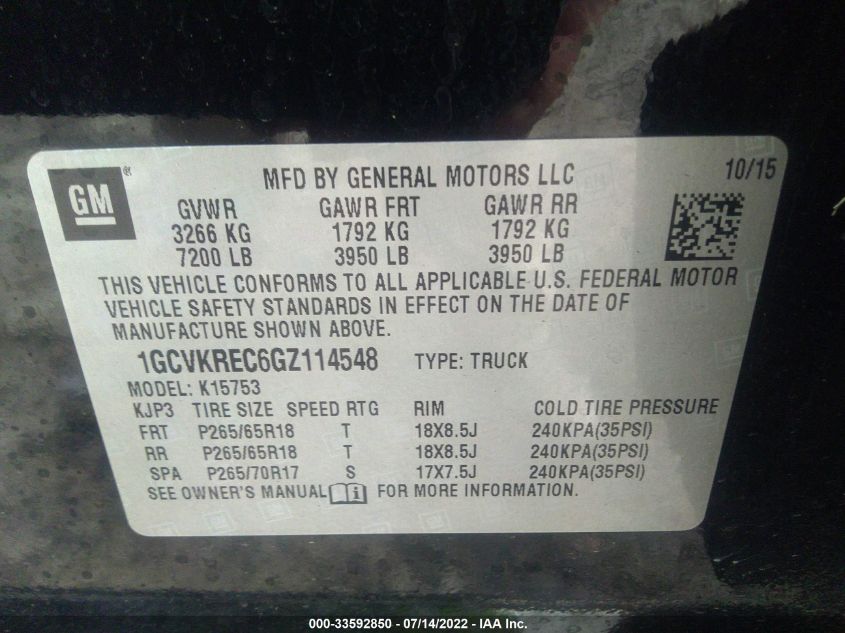 GM®
MFD BY GENERAL MOTORS LLC 10/15
GVWR GAWR FRT GAWR RR
3266 KG 1792 KG 1792 KG
7200 LB 3950 LB 3950 LB
THIS VEHICLE CONFORMS TO ALL APPLICABLE U.S. FEDERAL MOTOR
VEHICLE SAFETY STANDARDS IN EFFECT ON THE DATE OF
MANUFACTURE SHOWN ABOVE.
1GCVKREC6GZ114548 TYPE: TRUCK
MODEL: K15753
KJP3 TIRE SIZE SPEED RTG RIM COLD TIRE PRESSURE
FRT P265/65R18 T 18X8.5J 240KPA(35PSI)
RR P265/65R18 T 18X8.5J 240KPA(35PSI)
SPA P265/70R17 S 17X7.5J 240KPA(35PSI)
SEE OWNER'S MANUAL i FOR MORE INFORMATION.
000-33592850 / 07/14/2022 - IAA Inc.